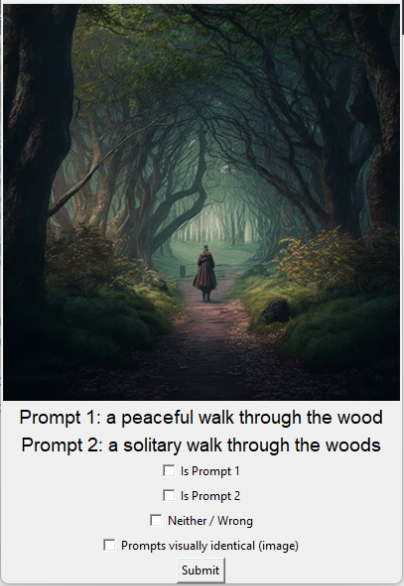 Prompt 1: a peaceful walk through the wood
Prompt 2: a solitary walk through the woods
Is Prompt 1
Is Prompt 2
Neither / Wrong
Prompts visually identical (image)
Submit